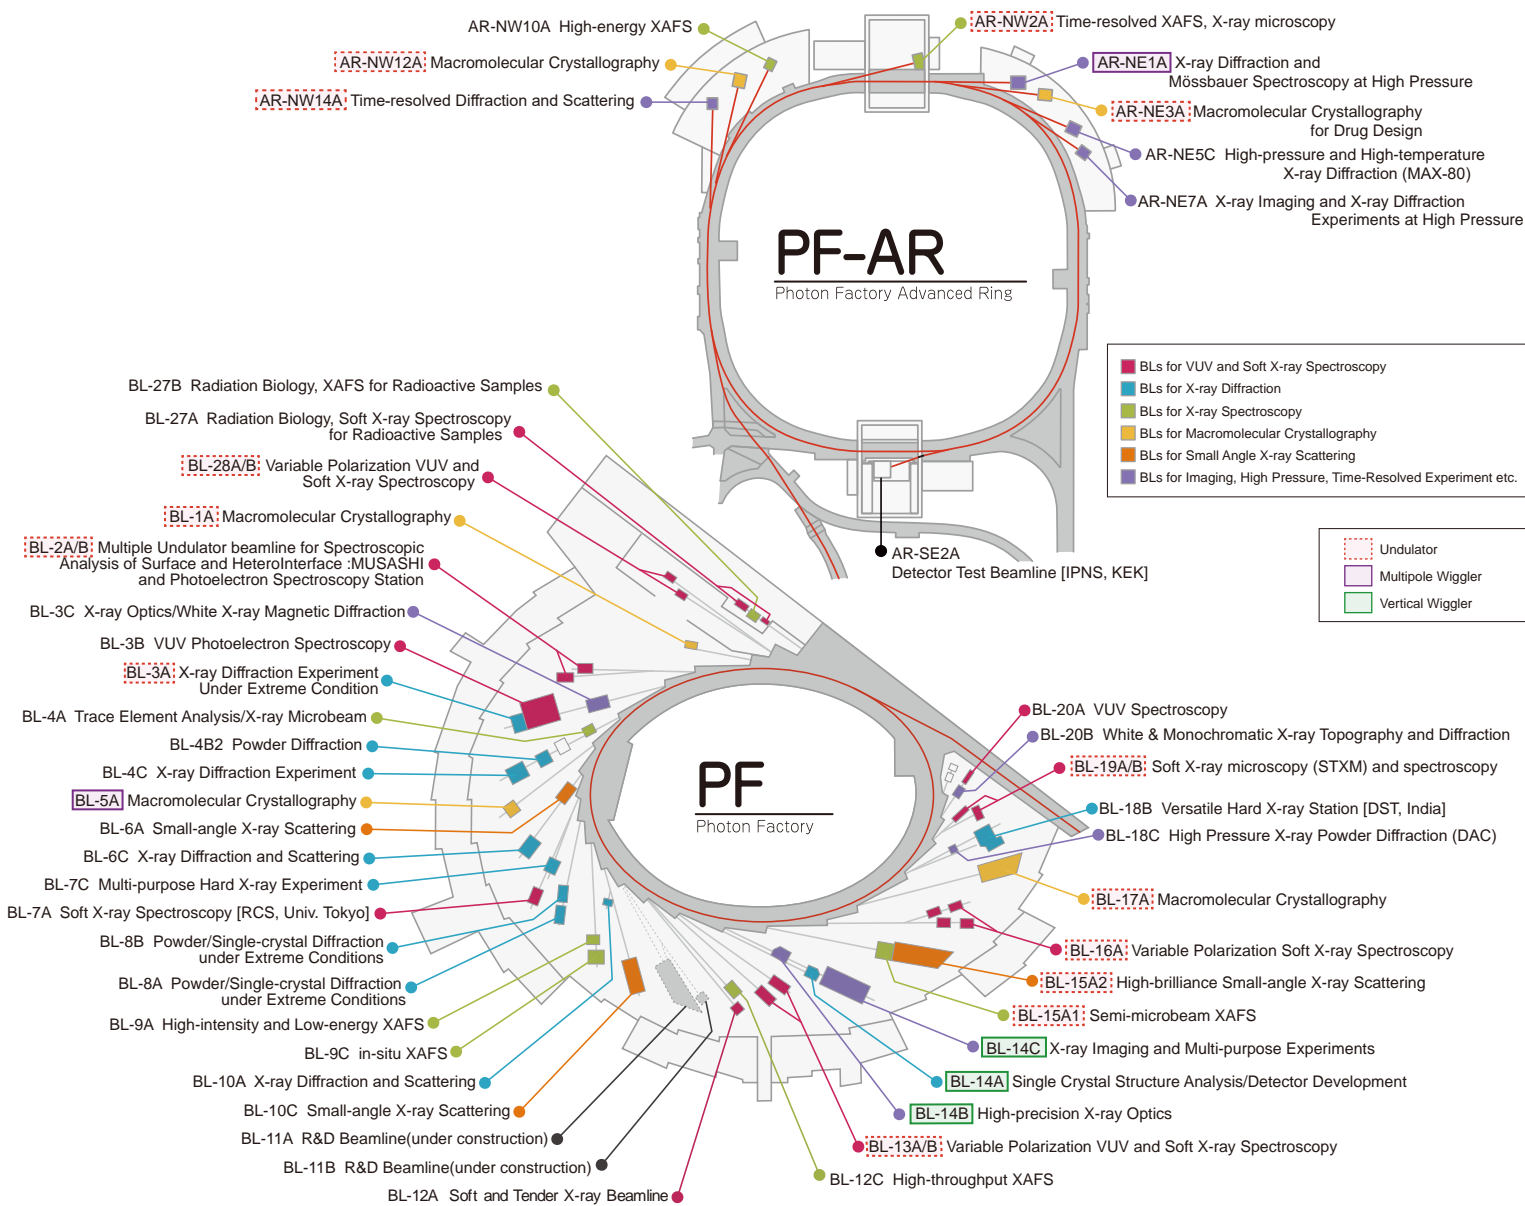 AR-NW10A High-energy XAFS
AR-NW12A Macromolecular Crystallography
AR-NW14A Time-resolved Diffraction and Scattering
AR-NW2A Time-resolved XAFS, X-ray microscopy
AR-NE1A X-ray Diffraction and
Mössbauer Spectroscopy at High Pressure
AR-NE3A Macromolecular Crystallography
for Drug Design
AR-NE5C High-pressure and High-temperature
X-ray Diffraction (MAX-80)
AR-NE7A X-ray Imaging and X-ray Diffraction
Experiments at High Pressure
PF-AR
Photon Factory Advanced Ring
BLs for VUV and Soft X-ray Spectroscopy
BLs for X-ray Diffraction
BLs for X-ray Spectroscopy
BLs for Macromolecular Crystallography
BLs for Small Angle X-ray Scattering
BLs for Imaging, High Pressure, Time-Resolved Experiment etc.
Undulator
Multipole Wiggler
Vertical Wiggler
AR-SE2A
Detector Test Beamline [IPNS, KEK]
BL-27B Radiation Biology, XAFS for Radioactive Samples
BL-27A Radiation Biology, Soft X-ray Spectroscopy
for Radioactive Samples
BL-28A/B Variable Polarization VUV and
Soft X-ray Spectroscopy
BL-1A Macromolecular Crystallography
BL-2A/B Multiple Undulator beamline for Spectroscopic
Analysis of Surface and HeteroInterface :MUSASHI
and Photoelectron Spectroscopy Station
BL-3C X-ray Optics/White X-ray Magnetic Diffraction
BL-3B VUV Photoelectron Spectroscopy
BL-3A X-ray Diffraction Experiment
Under Extreme Condition
BL-4A Trace Element Analysis/X-ray Microbeam
BL-4B2 Powder Diffraction
BL-4C X-ray Diffraction Experiment
BL-5A Macromolecular Crystallography
BL-6A Small-angle X-ray Scattering
BL-6C X-ray Diffraction and Scattering
BL-7C Multi-purpose Hard X-ray Experiment
BL-7A Soft X-ray Spectroscopy [RCS, Univ. Tokyo]
BL-8B Powder/Single-crystal Diffraction
under Extreme Conditions
BL-8A Powder/Single-crystal Diffraction
under Extreme Conditions
BL-9A High-intensity and Low-energy XAFS
BL-9C in-situ XAFS
BL-10A X-ray Diffraction and Scattering
BL-10C Small-angle X-ray Scattering
BL-11A R&D Beamline(under construction)
BL-11B R&D Beamline(under construction)
BL-12A Soft and Tender X-ray Beamline
PF
Photon Factory
BL-20A VUV Spectroscopy
BL-20B White & Monochromatic X-ray Topography and Diffraction
BL-19A/B Soft X-ray microscopy (STXM) and spectroscopy
BL-18B Versatile Hard X-ray Station [DST, India]
BL-18C High Pressure X-ray Powder Diffraction (DAC)
BL-17A Macromolecular Crystallography
BL-16A Variable Polarization Soft X-ray Spectroscopy
BL-15A2 High-brilliance Small-angle X-ray Scattering
BL-15A1 Semi-microbeam XAFS
BL-14C X-ray Imaging and Multi-purpose Experiments
BL-14A Single Crystal Structure Analysis/Detector Development
BL-14B High-precision X-ray Optics
BL-13A/B Variable Polarization VUV and Soft X-ray Spectroscopy
BL-12C High-throughput XAFS